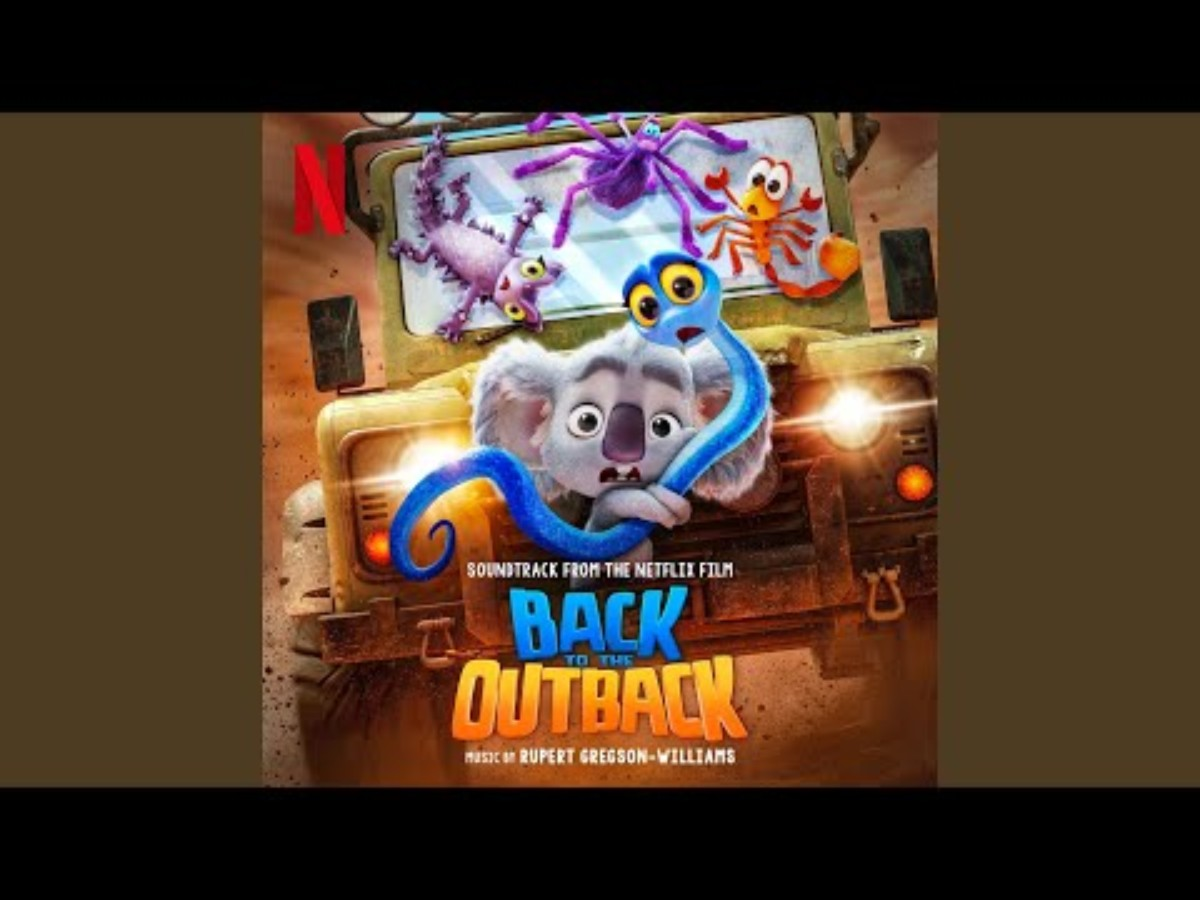 N
SOUNDTRACK FROM THE NETFLIX FILM
BACK
TO THE
OUTBACK
MUSIC BY RUPERT GREGSON-WILLIAMS